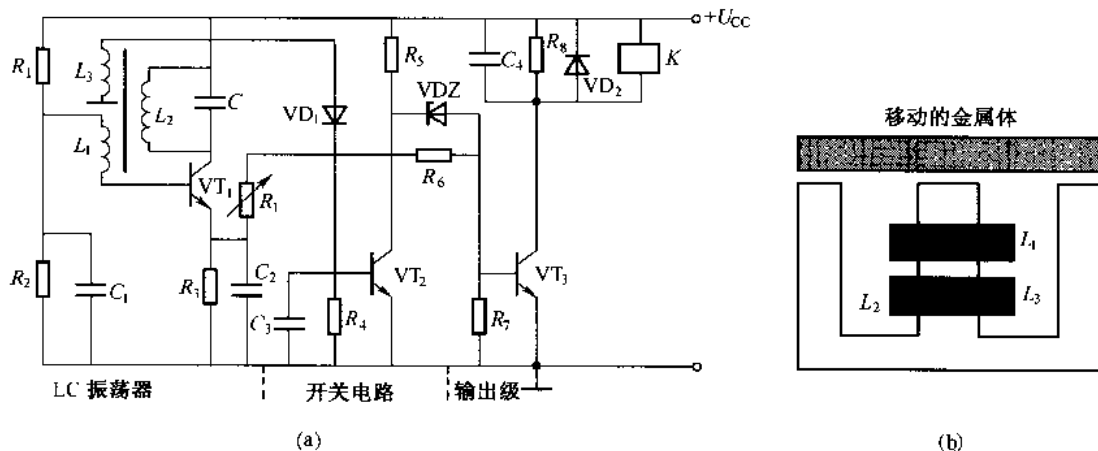 +U_CC
R₁
L₃
L₂
C
L₁
VT₁
R₁
VD₁
R₅
VDZ
R₆
C₄
R₈
VD₂
K
R₂
C₁
R₃
C₂
C₃
R₄
VT₂
R₇
VT₃
LC 振荡器
开关电路
输出级
(a)
移动的金属体
L₁
L₂
L₃
(b)